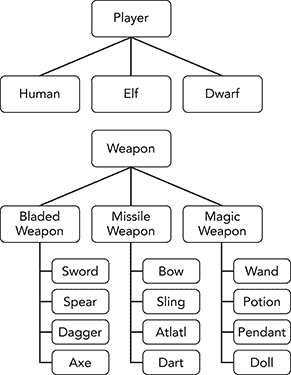 Player
Human
Elf
Dwarf
Weapon
Bladed
Weapon
Missile
Weapon
Magic
Weapon
Sword
Bow
Wand
Spear
Sling
Potion
Dagger
Atlatl
Pendant
Axe
Dart
Doll